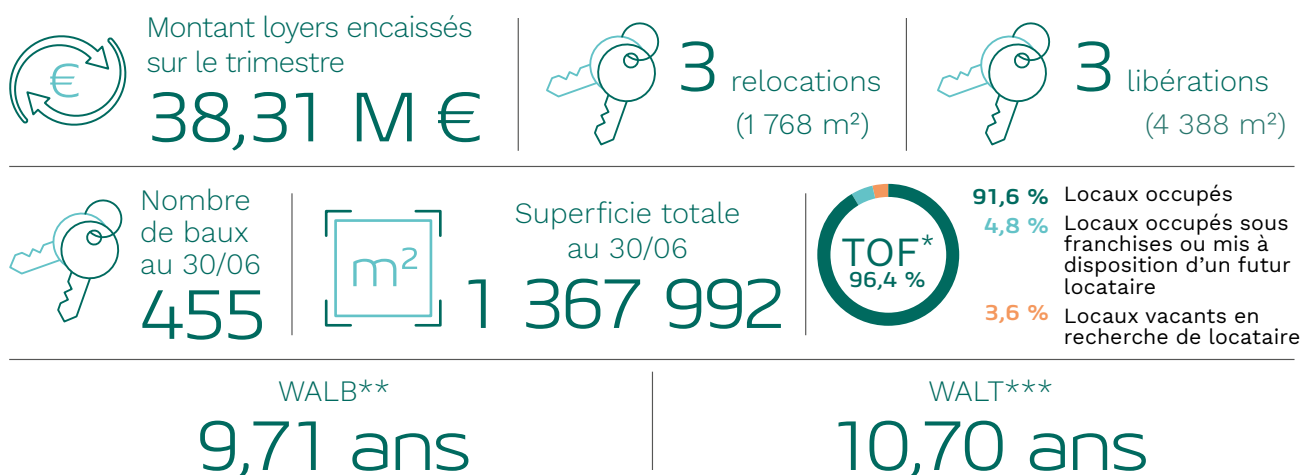 Montant loyers encaissés
sur le trimestre
€
38,31 M €
3 relocations
(1 768 m²)
3 libérations
(4 388 m²)
Nombre
de baux
au 30/06
455
m²
Superficie totale
au 30/06
1 367 992
TOF*
96,4 %
91,6 % Locaux occupés
4,8 % Locaux occupés sous
franchises ou mis à
disposition d'un futur
locataire
3,6 % Locaux vacants en
recherche de locataire
WALB**
9,71 ans
WALT***
10,70 ans